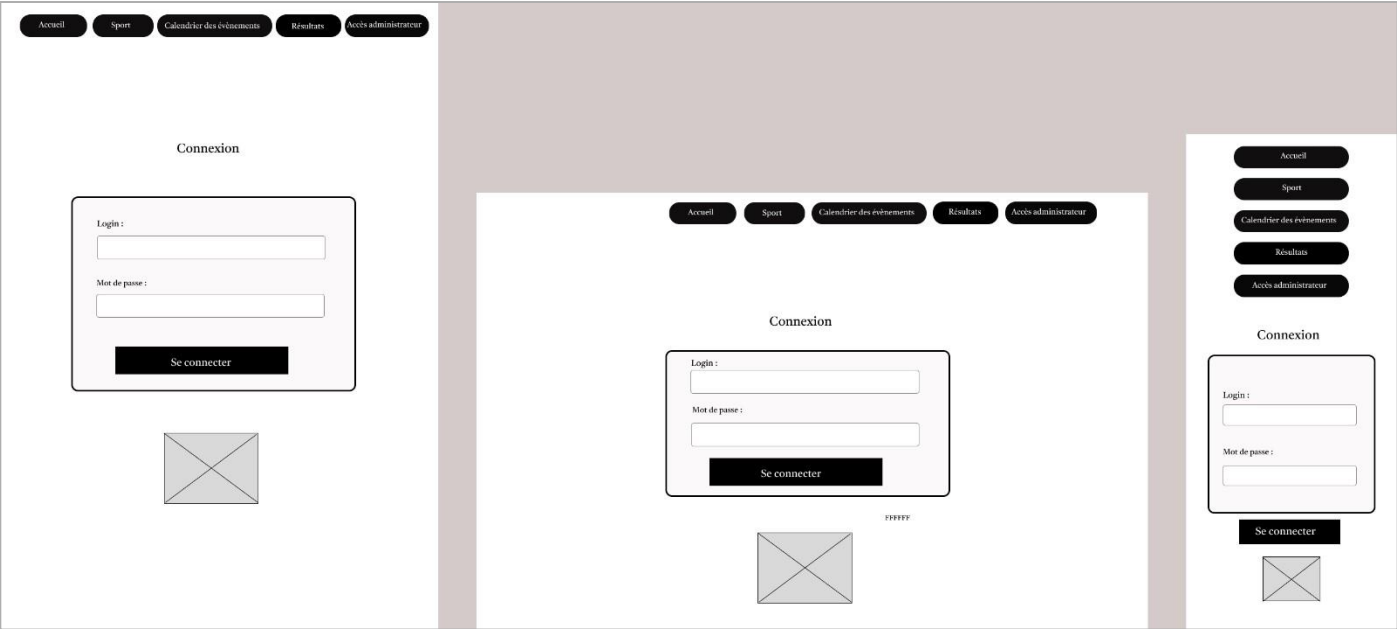 Accueil
Sport
Calendrier des évènements
Résultats
Accès administrateur
Connexion
Login :
Mot de passe :
Se connecter
Accueil
Sport
Calendrier des évènements
Résultats
Accès administrateur
Connexion
Login :
Mot de passe :
Se connecter
FFFFFF
Accueil
Sport
Calendrier des évènements
Résultats
Accès administrateur
Connexion
Login :
Mot de passe :
Se connecter